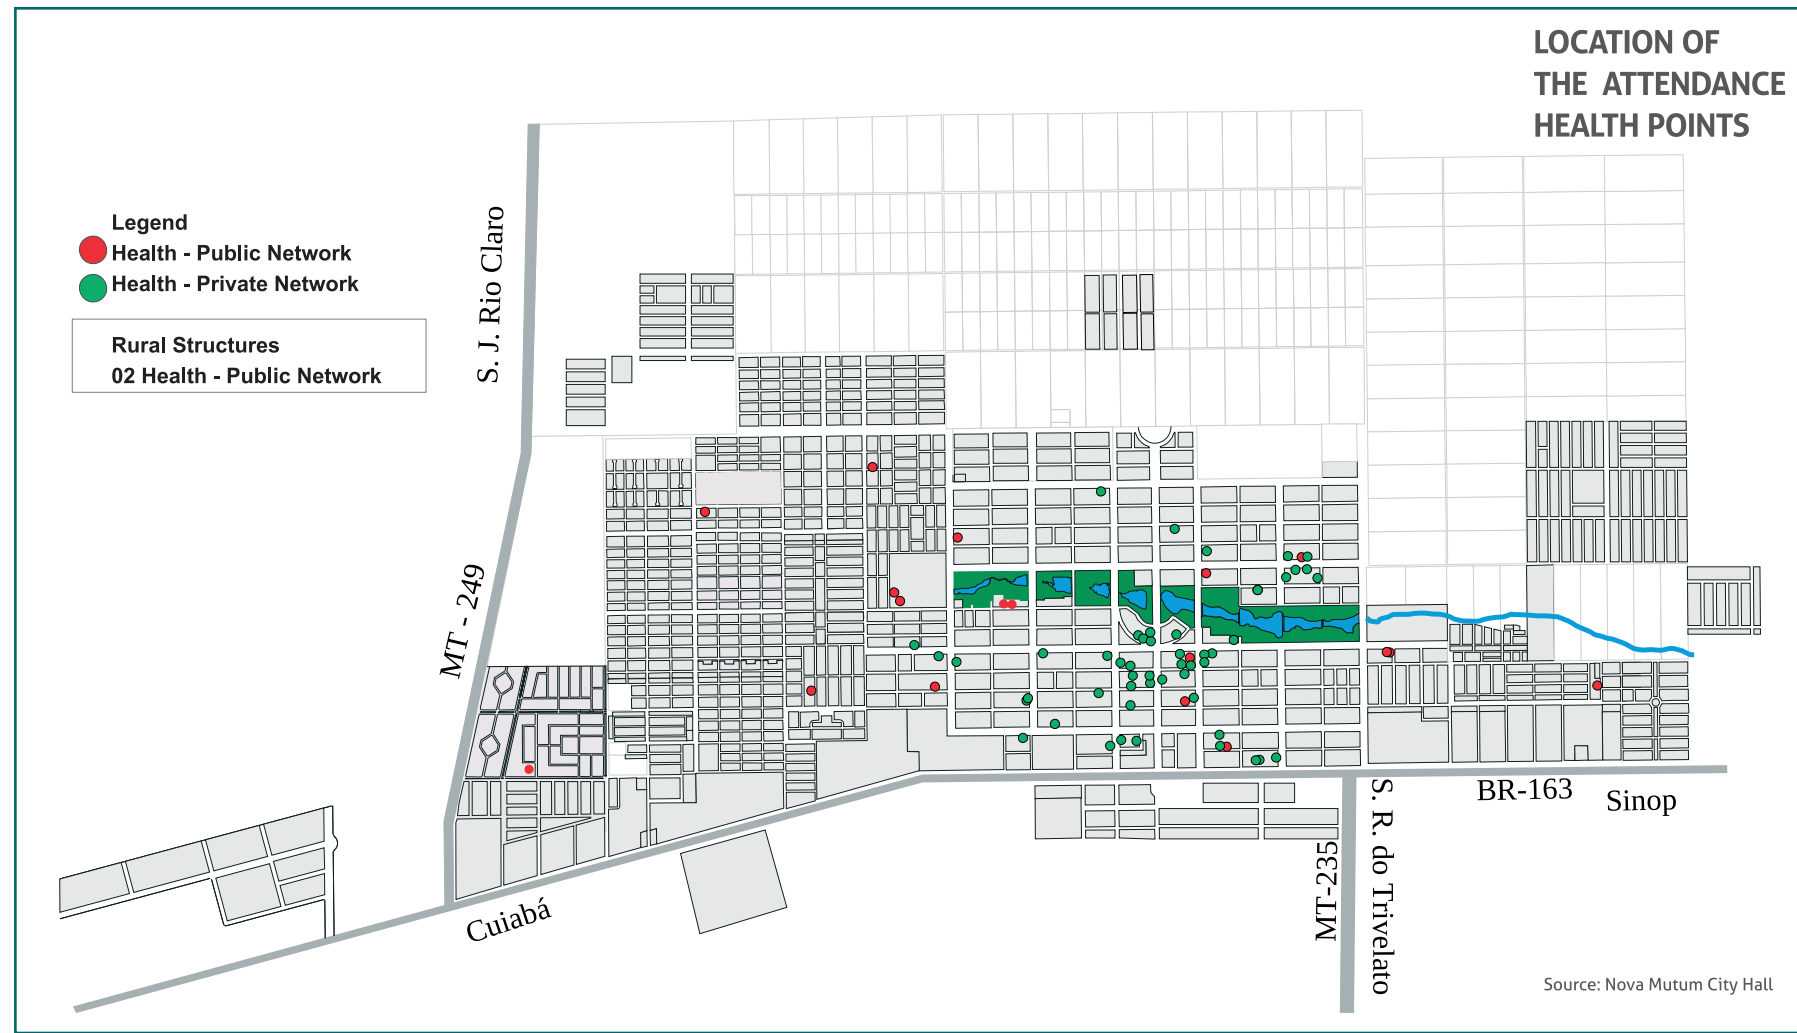 LOCATION OF
THE ATTENDANCE
HEALTH POINTS
Legend
Health - Public Network
Health - Private Network
Rural Structures
02 Health - Public Network
S. J. Rio Claro
MT - 249
Cuiabá
MT-235
S. R. do Trivelato
BR-163
Sinop
Source: Nova Mutum City Hall